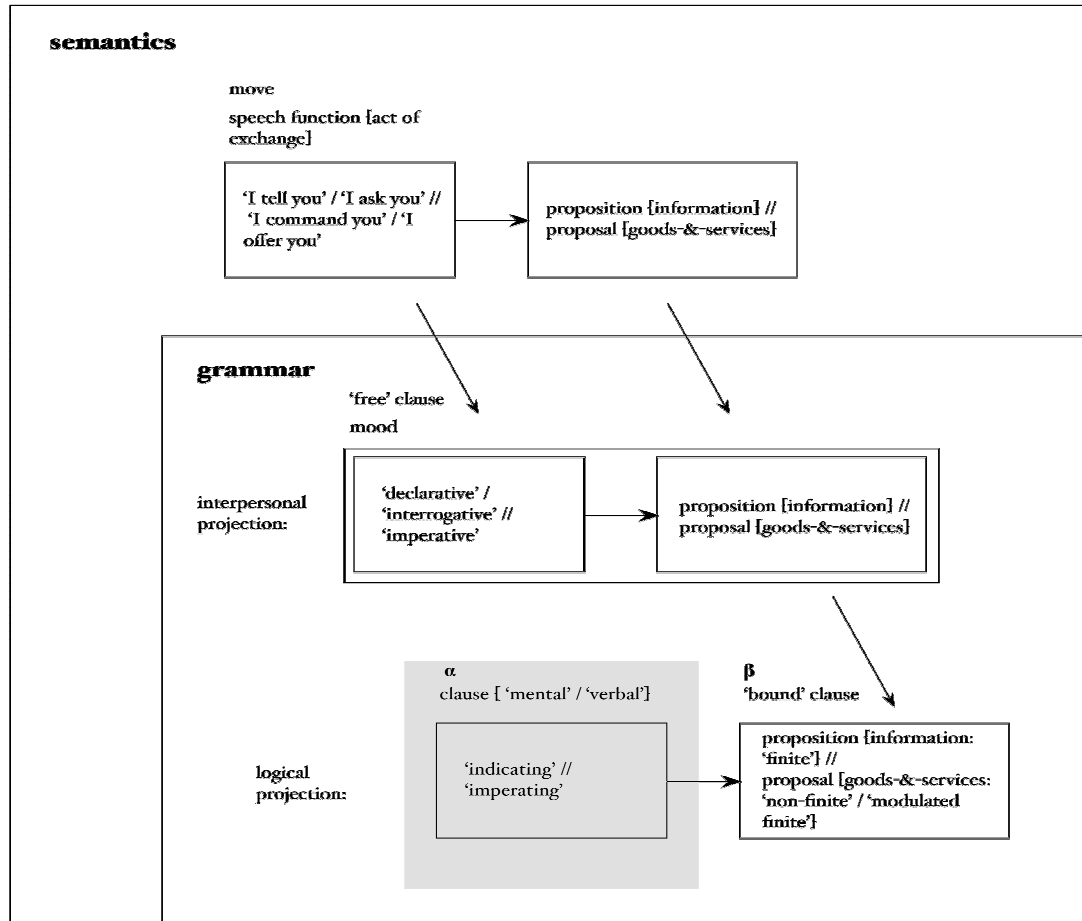 semantics
move
speech function [act of
exchange]
‘I tell you’ / ‘I ask you’ //
‘I command you’ / ‘I
offer you’
proposition [information] //
proposal [goods-&-services]
grammar
‘free’ clause
mood
interpersonal
projection:
‘declarative’ /
‘interrogative’ //
‘imperative’
proposition [information] //
proposal [goods-&-services]
α
clause [ ‘mental’ / ‘verbal’]
β
‘bound’ clause
logical
projection:
‘indicating’ //
‘imperating’
proposition [information:
‘finite’] //
proposal [goods-&-services:
‘non-finite’ / ‘modulated
finite’]